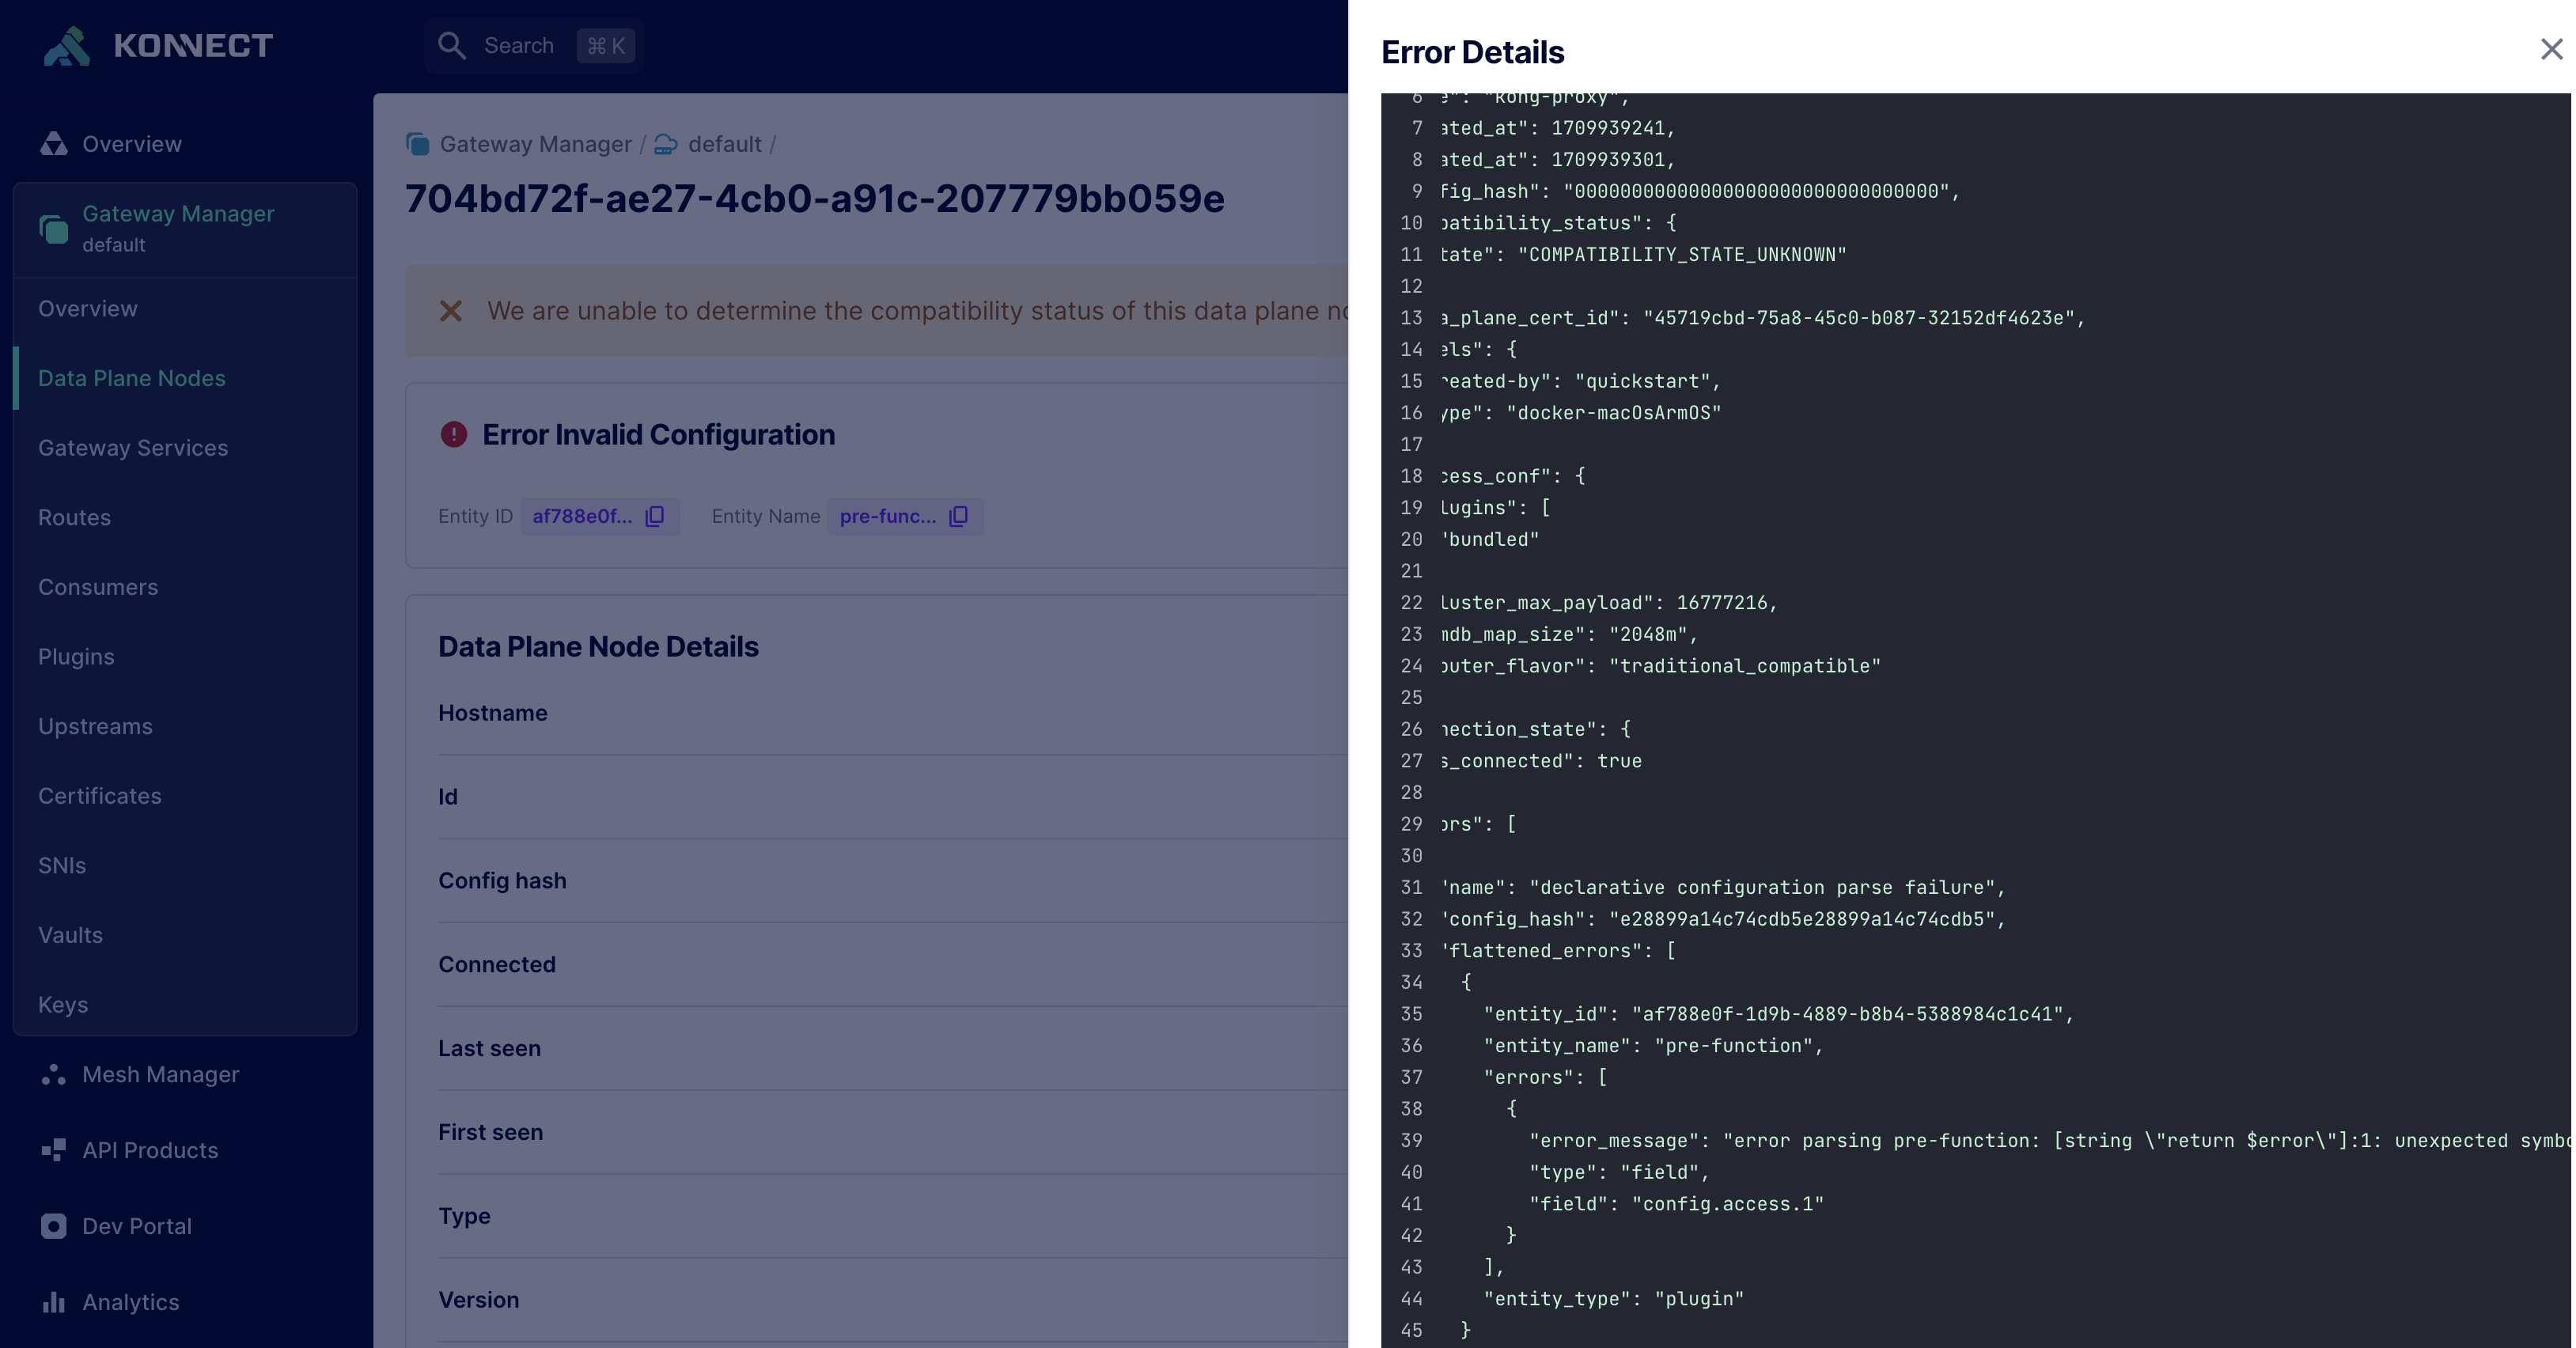 KONNECT
Search ⌘ K
Overview
Gateway Manager
default
Overview
Data Plane Nodes
Gateway Services
Routes
Consumers
Plugins
Upstreams
Certificates
SNIs
Vaults
Keys
Mesh Manager
API Products
Dev Portal
Analytics
Gateway Manager / default /
704bd72f-ae27-4cb0-a91c-207779bb059e
We are unable to determine the compatibility status of this data plane no
Error Invalid Configuration
Entity ID af788e0f... Entity Name pre-func...
Data Plane Node Details
Hostname
Id
Config hash
Connected
Last seen
First seen
Type
Version
Error Details
6 e": "kong-proxy",
7 ated_at": 1709939241,
8 ated_at": 1709939301,
9 fig_hash": "00000000000000000000000000000000",
10 patibility_status": {
11 tate": "COMPATIBILITY_STATE_UNKNOWN"
12
13 a_plane_cert_id": "45719cbd-75a8-45c0-b087-32152df4623e",
14 els": {
15 reated-by": "quickstart",
16 ype": "docker-macOsArmOS"
17
18 cess_conf": {
19 lugins": [
20 "bundled"
21
22 luster_max_payload": 16777216,
23 mdb_map_size": "2048m",
24 outer_flavor": "traditional_compatible"
25
26 nection_state": {
27 s_connected": true
28
29 ors": [
30
31 "name": "declarative configuration parse failure",
32 "config_hash": "e28899a14c74cdb5e28899a14c74cdb5",
33 "flattened_errors": [
34 {
35 "entity_id": "af788e0f-1d9b-4889-b8b4-5388984c1c41",
36 "entity_name": "pre-function",
37 "errors": [
38 {
39 "error_message": "error parsing pre-function: [string \"return $error\"]:1: unexpected symbo
40 "type": "field",
41 "field": "config.access.1"
42 }
43 ],
44 "entity_type": "plugin"
45 }